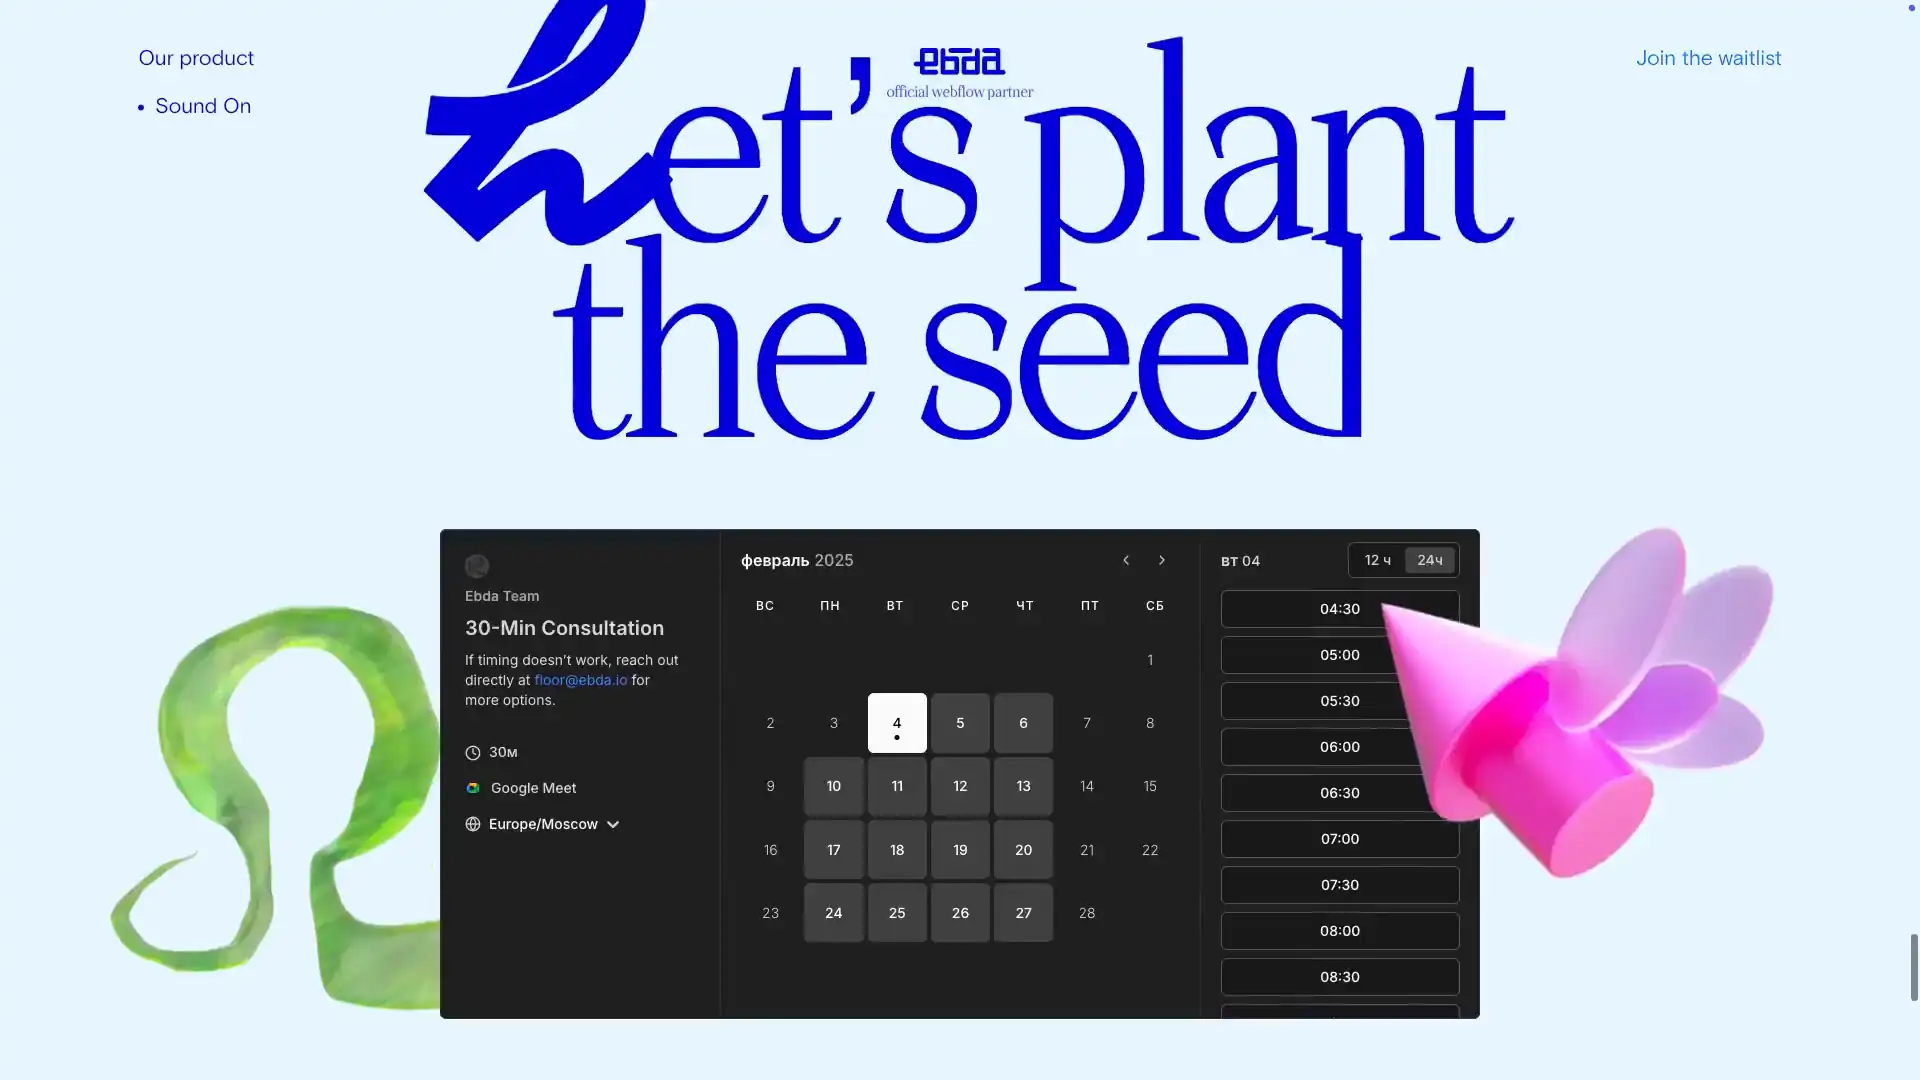 Our product
Sound On
ebda
official webflow partner
Join the waitlist
Let’s plant
the seed
Ebda Team
30-Min Consultation
If timing doesn't work, reach out
directly at floor@ebda.io for
more options.
30м
Google Meet
Europe/Moscow
февраль 2025
ВС ПН ВТ СР ЧТ ПТ СБ
1
2 3 4 5 6 7 8
9 10 11 12 13 14 15
16 17 18 19 20 21 22
23 24 25 26 27 28
вт 04
12 ч 24ч
04:30
05:00
05:30
06:00
06:30
07:00
07:30
08:00
08:30